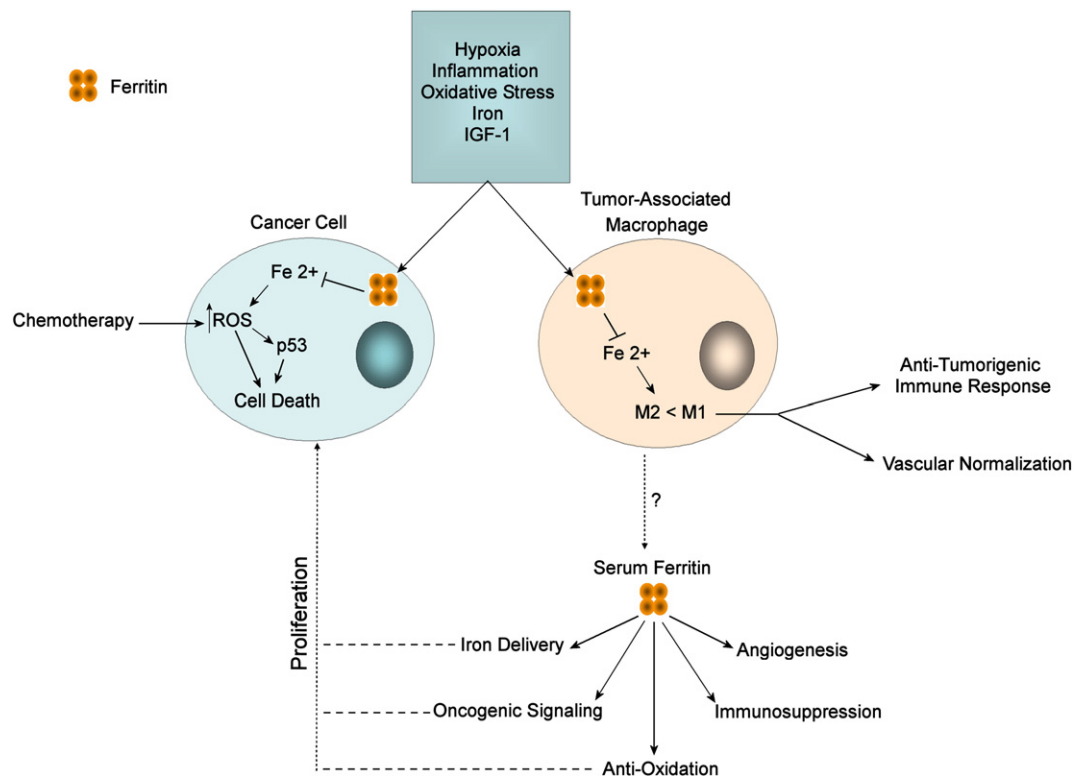 Hypoxia
Inflammation
Oxidative Stress
Iron
IGF-1
Ferritin
Tumor-Associated
Macrophage
Cancer Cell
Fe 2+
Chemotherapy
ROS
p53
Cell Death
Fe 2+
M2 < M1
Anti-Tumorigenic
Immune Response
Vascular Normalization
?
Serum Ferritin
Proliferation
Iron Delivery
Angiogenesis
Oncogenic Signaling
Immunosuppression
Anti-Oxidation